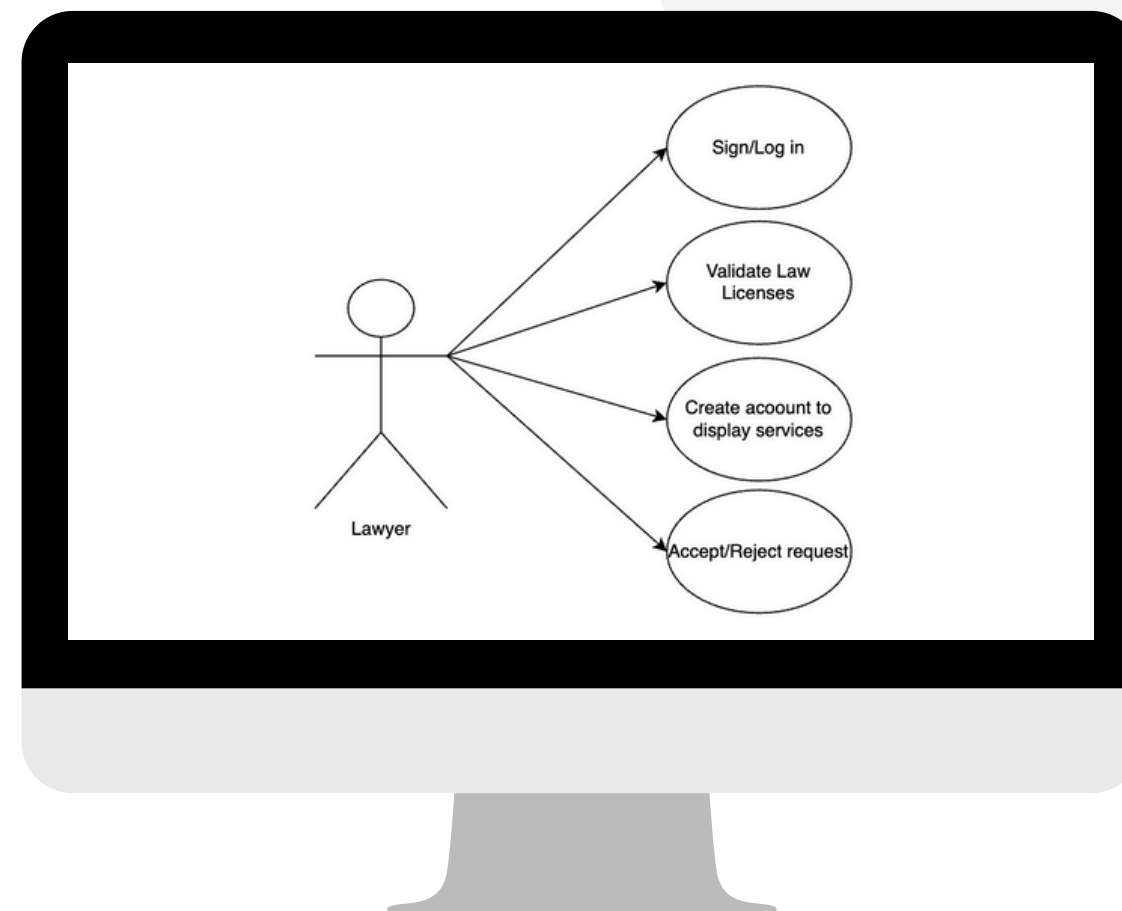 Sign/Log in
Validate Law
Licenses
Create acoount to
display services
Accept/Reject request
Lawyer